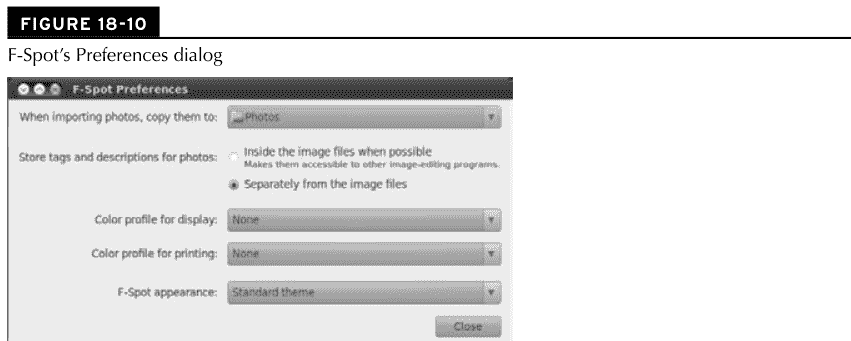 FIGURE 18-10
F-Spot's Preferences dialog
F-Spot Preferences
When importing photos, copy them to: Photos
Store tags and descriptions for photos: Inside the image files when possible
Makes them accessible to other image-editing programs.
Separately from the image files
Color profile for display: None
Color profile for printing: None
F-Spot appearance: Standard theme
Close